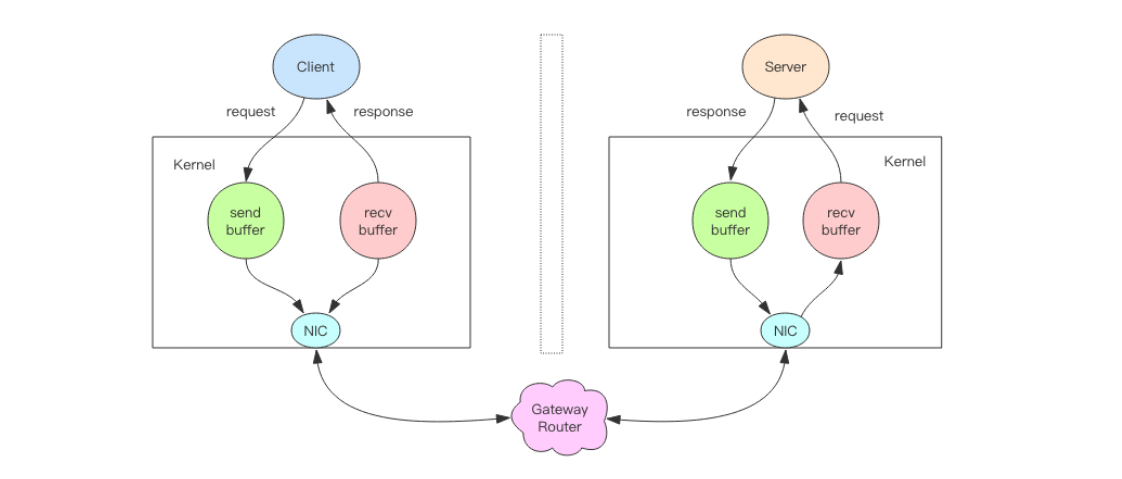 Client
Server
request
response
response
request
Kernel
Kernel
send
buffer
recv
buffer
send
buffer
recv
buffer
NIC
NIC
Gateway
Router